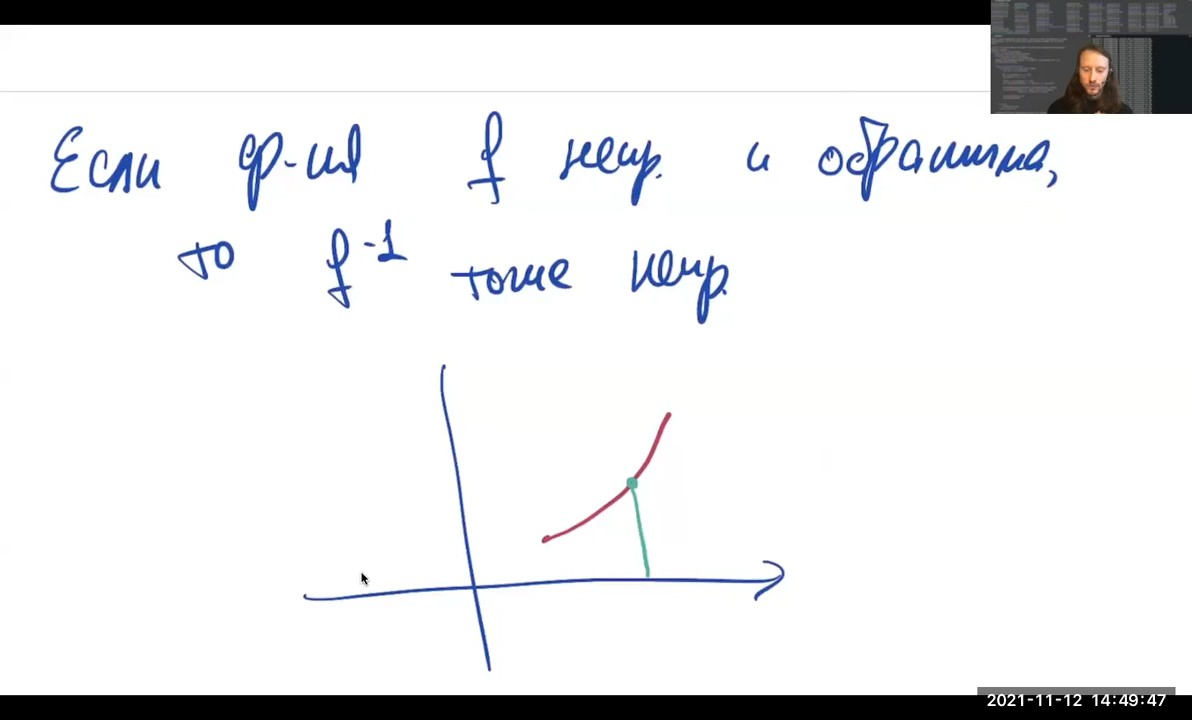 Если ф-ия f непр. и обратима,
то f⁻¹ тоже непр.
2021-11-12 14:49:47